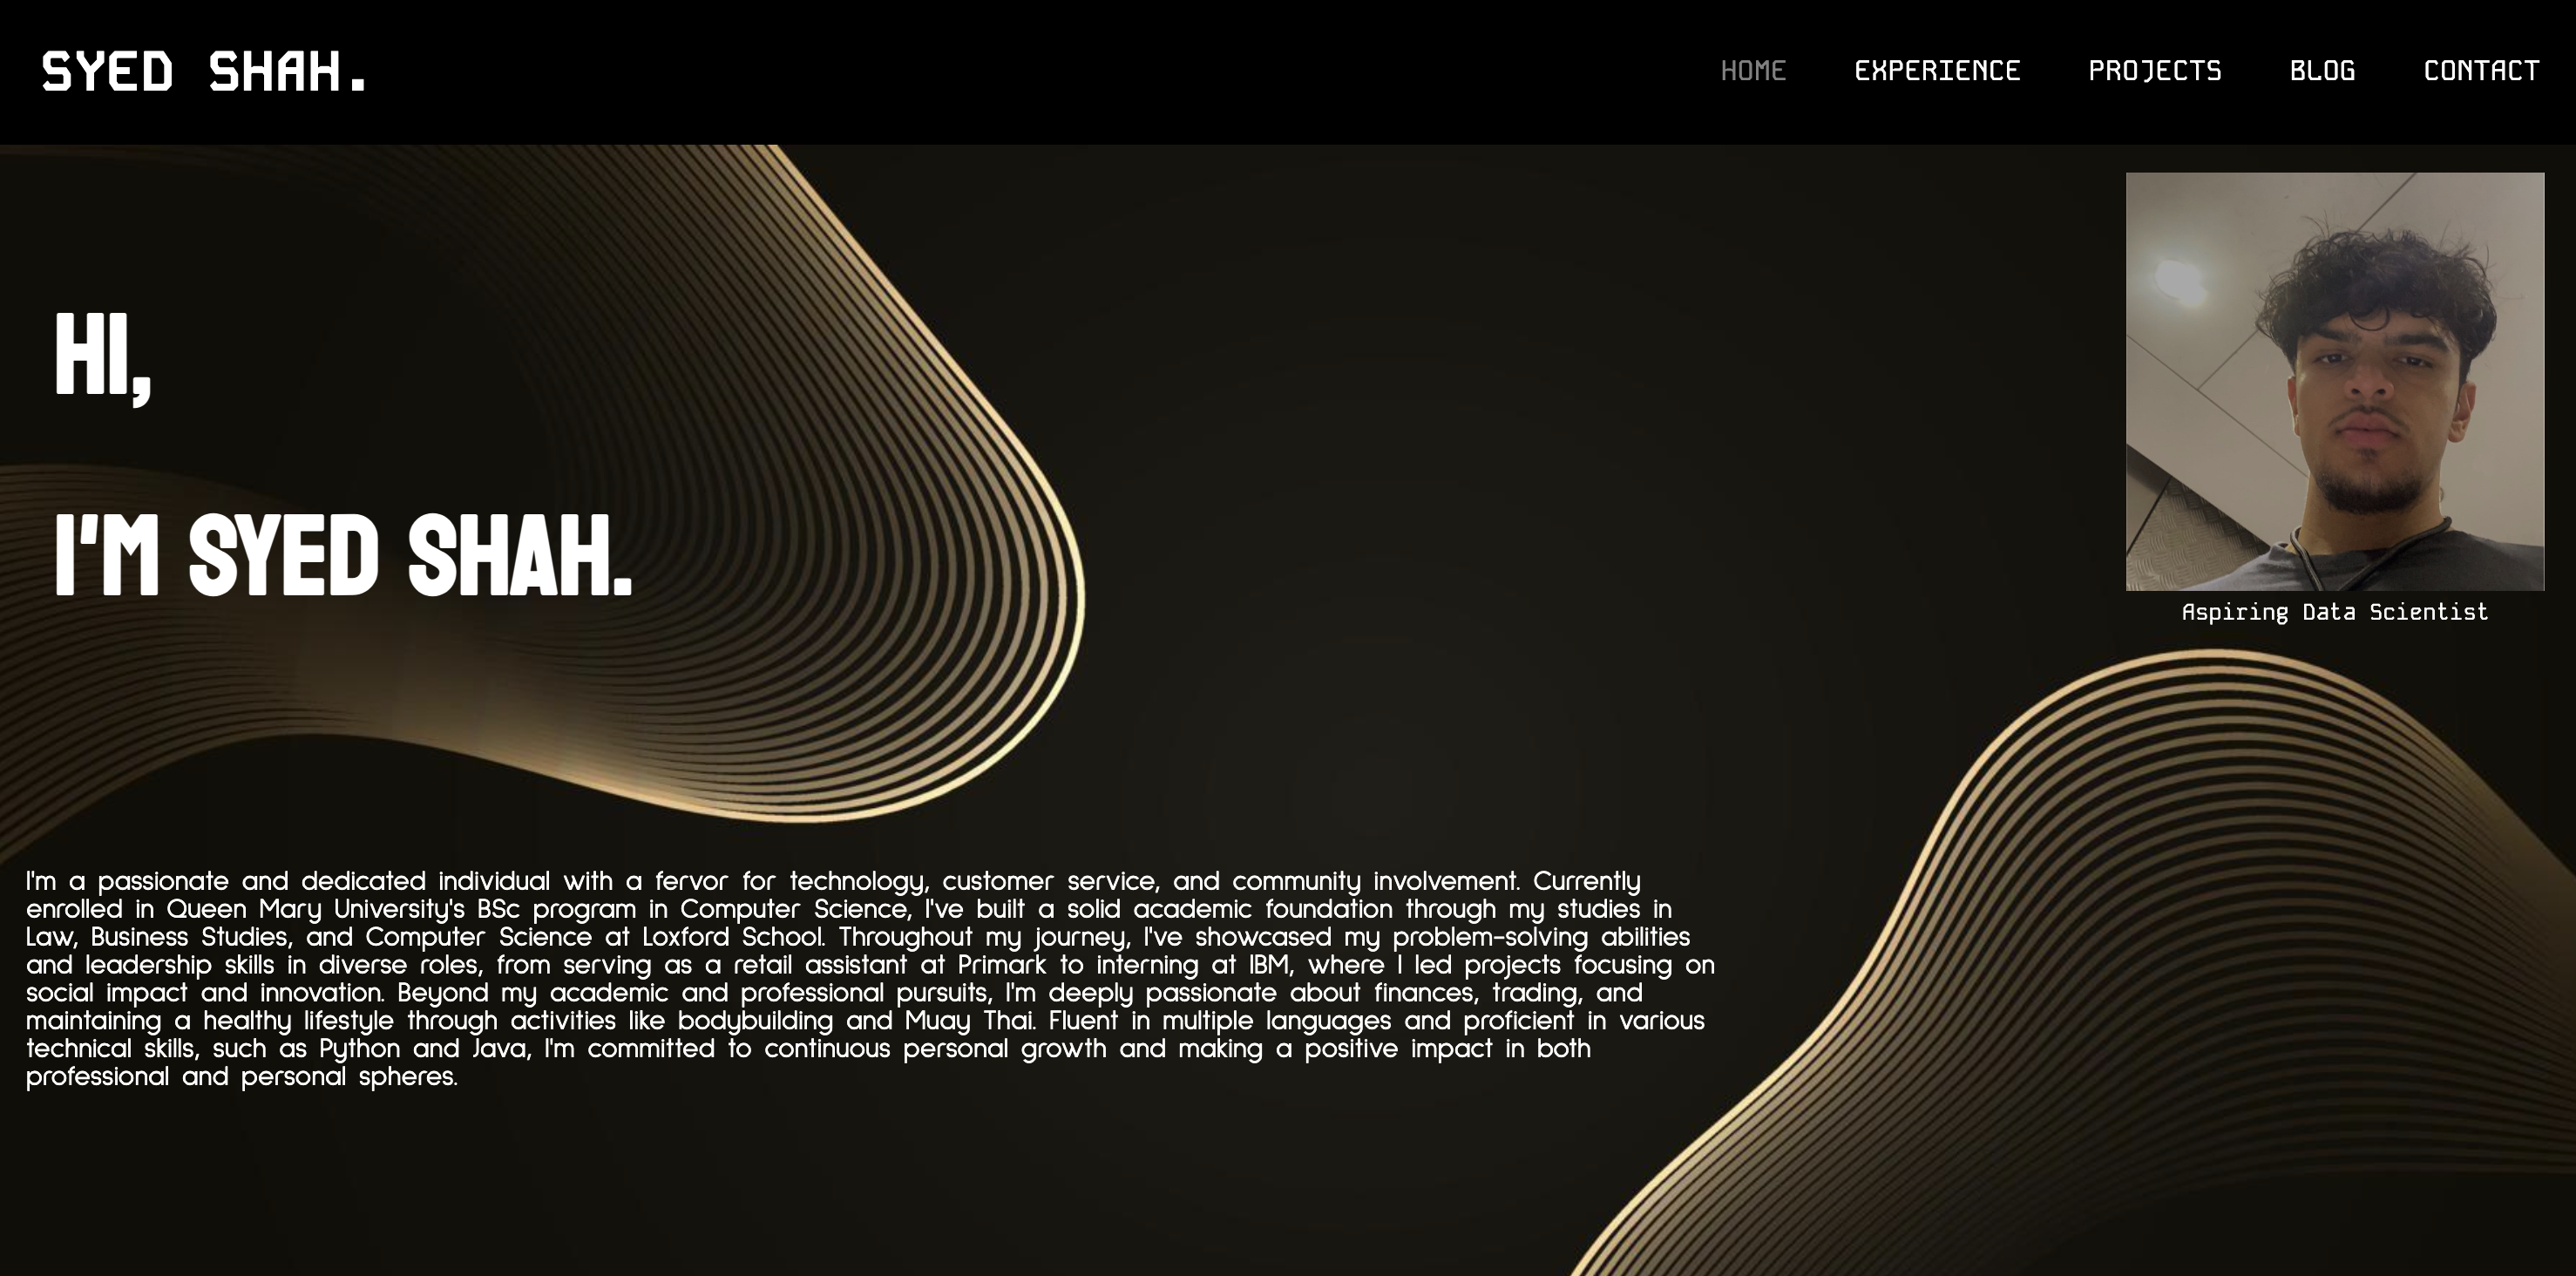 SYED SHAH.
HOME EXPERIENCE PROJECTS BLOG CONTACT
HI,
I'M SYED SHAH.
Aspiring Data Scientist
I'm a passionate and dedicated individual with a fervor for technology, customer service, and community involvement. Currently
enrolled in Queen Mary University's BSc program in Computer Science, I've built a solid academic foundation through my studies in
Law, Business Studies, and Computer Science at Loxford School. Throughout my journey, I've showcased my problem-solving abilities
and leadership skills in diverse roles, from serving as a retail assistant at Primark to interning at IBM, where I led projects focusing on
social impact and innovation. Beyond my academic and professional pursuits, I'm deeply passionate about finances, trading, and
maintaining a healthy lifestyle through activities like bodybuilding and Muay Thai. Fluent in multiple languages and proficient in various
technical skills, such as Python and Java, I'm committed to continuous personal growth and making a positive impact in both
professional and personal spheres.